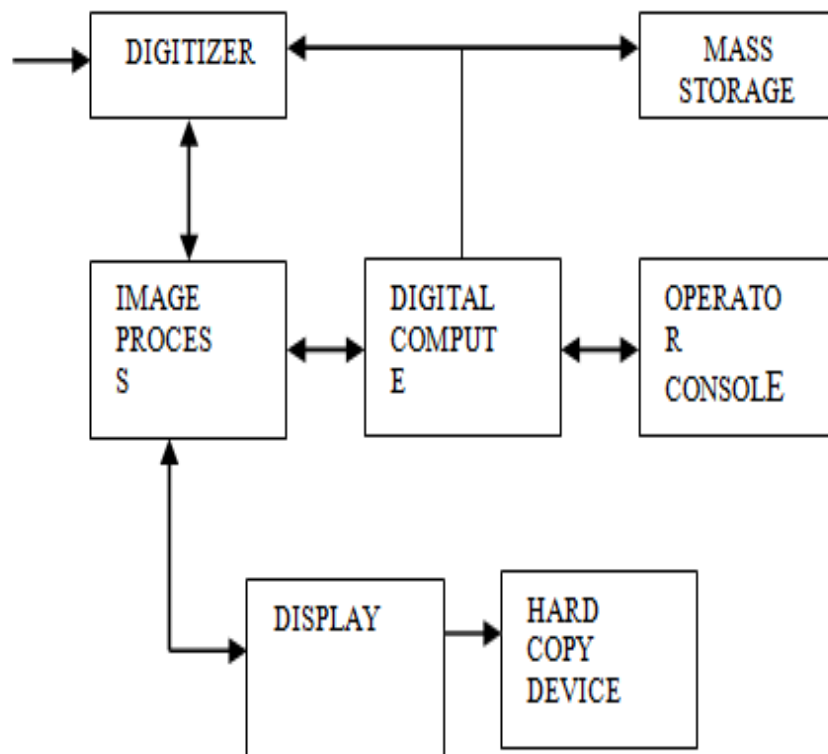 DIGITIZER
MASS
STORAGE
IMAGE
PROCES
S
DIGITAL
COMPUT
E
OPERATO
R
CONSOLE
DISPLAY
HARD
COPY
DEVICE